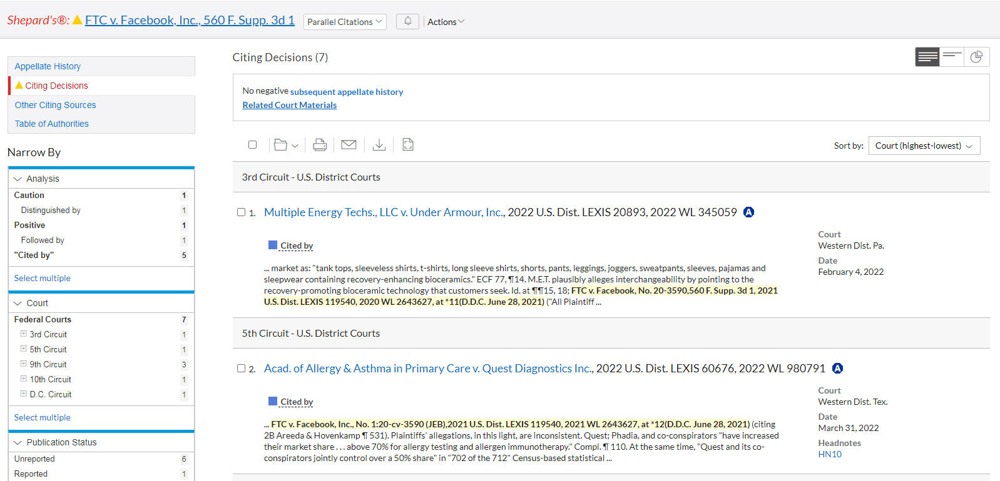 Shepard's®: FTC v. Facebook, Inc., 560 F. Supp. 3d 1 Parallel Citations Actions
Appellate History
Citing Decisions
Other Citing Sources
Table of Authorities
Narrow By
Analysis
Caution 1
Distinguished by 1
Positive 1
Followed by 1
"Cited by" 5
Select multiple
Court
Federal Courts 7
3rd Circuit 1
5th Circuit 1
9th Circuit 3
10th Circuit 1
D.C. Circuit 1
Select multiple
Publication Status
Unreported 6
Reported 1
Citing Decisions (7)
No negative subsequent appellate history
Related Court Materials
Sort by: Court (highest-lowest)
3rd Circuit - U.S. District Courts
1. Multiple Energy Techs., LLC v. Under Armour, Inc., 2022 U.S. Dist. LEXIS 20893, 2022 WL 345059 A
Cited by
... market as: "tank tops, sleeveless shirts, t-shirts, long sleeve shirts, shorts, pants, leggings, joggers, sweatpants, sleeves, pajamas and
sleepwear containing recovery-enhancing bioceramics." ECF 77, ¶14. M.E.T. plausibly alleges interchangeability by pointing to the
recovery-promoting bioceramic technology that customers seek. Id. at ¶¶15, 18; FTC v. Facebook, No. 20-3590,560 F. Supp. 3d 1, 2021
U.S. Dist. LEXIS 119540, 2020 WL 2643627, at *11(D.D.C. June 28, 2021) ("All Plaintiff ...
Court
Western Dist. Pa.
Date
February 4, 2022
5th Circuit - U.S. District Courts
2. Acad. of Allergy & Asthma in Primary Care v. Quest Diagnostics Inc., 2022 U.S. Dist. LEXIS 60676, 2022 WL 980791 A
Cited by
... FTC v. Facebook, Inc., No. 1:20-cv-3590 (JEB),2021 U.S. Dist. LEXIS 119540, 2021 WL 2643627, at *12(D.D.C. June 28, 2021) (citing
2B Areeda & Hovenkamp ¶ 531). Plaintiffs' allegations, in this light, are inconsistent. Quest; Phadia, and co-conspirators "have increased
their market share . . . above 70% for allergy testing and allergen immunotherapy." Compl. ¶ 110. At the same time, "Quest and its co-
conspirators jointly control over a 50% share" in "702 of the 712" Census-based statistical ...
Court
Western Dist. Tex.
Date
March 31, 2022
Headnotes
HN10